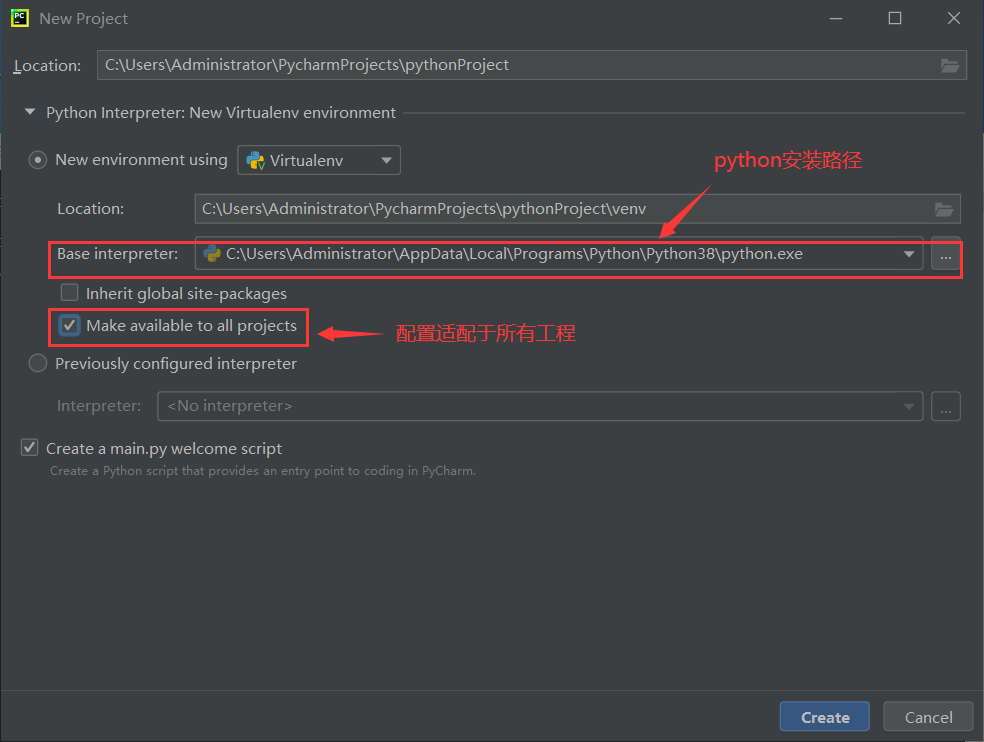 New Project
Location: C:\Users\Administrator\PycharmProjects\pythonProject
Python Interpreter: New Virtualenv environment
New environment using Virtualenv
python安装路径
Location: C:\Users\Administrator\PycharmProjects\pythonProject\venv
Base interpreter: C:\Users\Administrator\AppData\Local\Programs\Python\Python38\python.exe ...
Inherit global site-packages
Make available to all projects
配置适配于所有工程
Previously configured interpreter
Interpreter: <No interpreter> ...
Create a main.py welcome script
Create a Python script that provides an entry point to coding in PyCharm.
Create Cancel